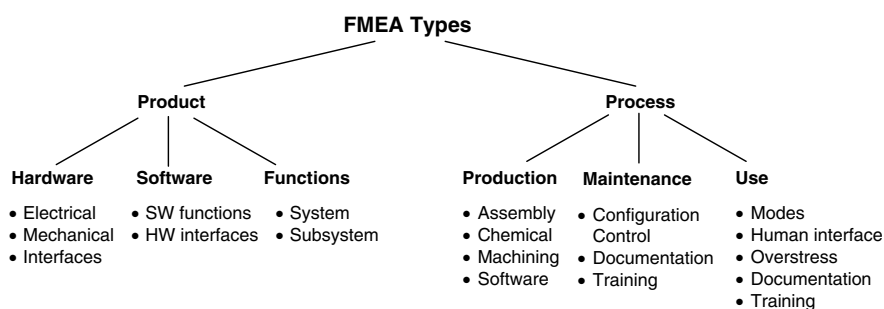 FMEA Types
Product
Process
Hardware
• Electrical
• Mechanical
• Interfaces
Software
• SW functions
• HW interfaces
Functions
• System
• Subsystem
Production
• Assembly
• Chemical
• Machining
• Software
Maintenance
• Configuration
Control
• Documentation
• Training
Use
• Modes
• Human interface
• Overstress
• Documentation
• Training